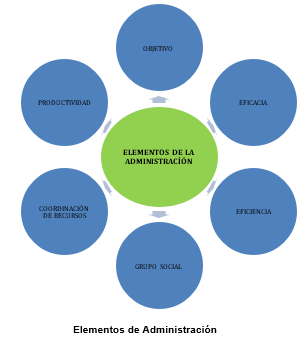 OBJETIVO
PRODUCTIVIDAD
EFICACIA
ELEMENTOS DE LA
ADMINISTRACIÓN
COORDINACIÓN
DE RECURSOS
EFICIENCIA
GRUPO SOCIAL
Elementos de Administración